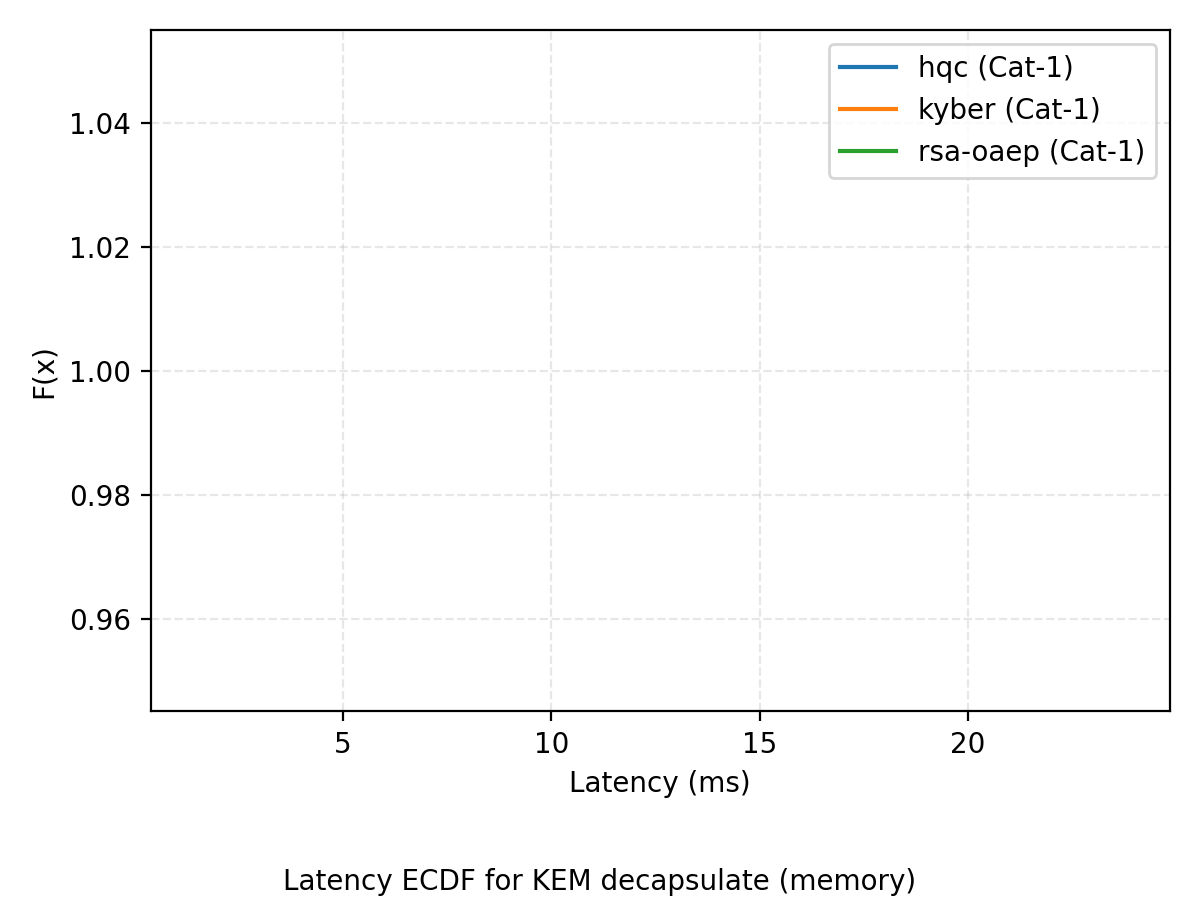 hqc (Cat-1)
kyber (Cat-1)
rsa-oaep (Cat-1)
1.04
1.02
1.00
0.98
0.96
F(x)
5 10 15 20
Latency (ms)
Latency ECDF for KEM decapsulate (memory)